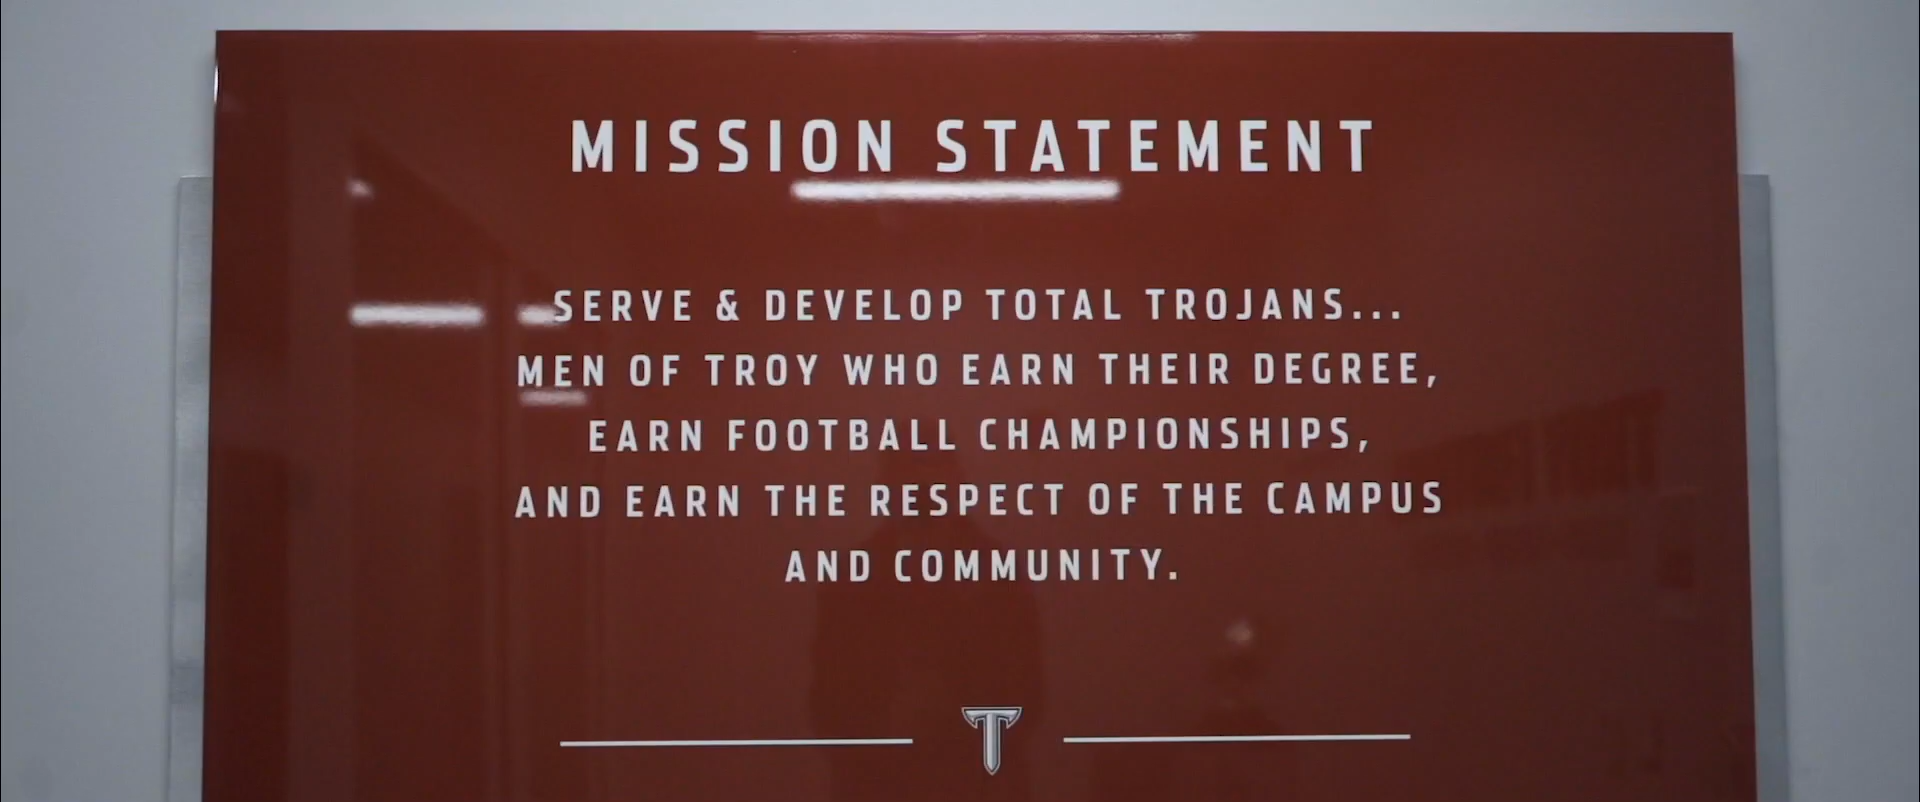 MISSION STATEMENT
SERVE & DEVELOP TOTAL TROJANS...
MEN OF TROY WHO EARN THEIR DEGREE,
EARN FOOTBALL CHAMPIONSHIPS,
AND EARN THE RESPECT OF THE CAMPUS
AND COMMUNITY.
T